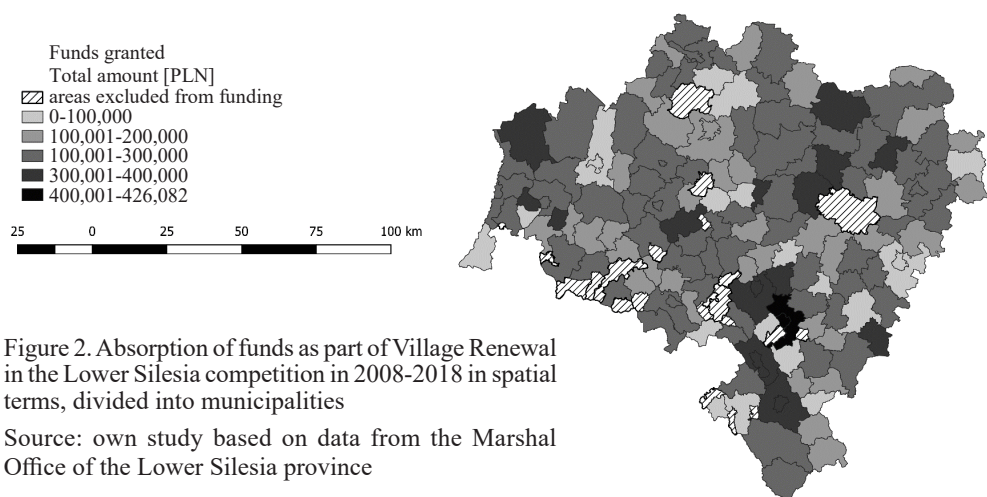 Funds granted
Total amount [PLN]
areas excluded from funding
0-100,000
100,001-200,000
100,001-300,000
300,001-400,000
400,001-426,082
25 0 25 50 75 100 km
Figure 2. Absorption of funds as part of Village Renewal
in the Lower Silesia competition in 2008-2018 in spatial
terms, divided into municipalities
Source: own study based on data from the Marshal
Office of the Lower Silesia province